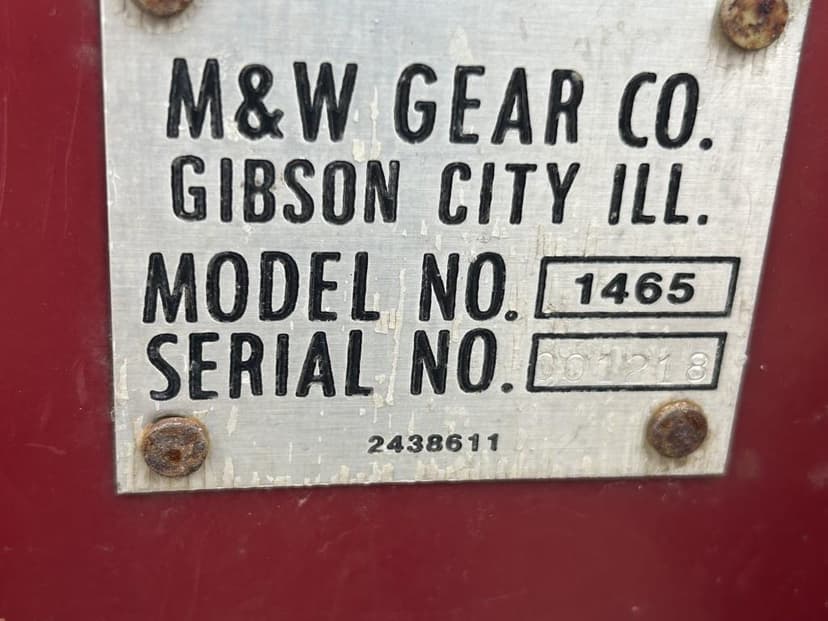 M&W GEAR CO.
GIBSON CITY ILL.
MODEL NO. 1465
SERIAL NO. 001218
2438611